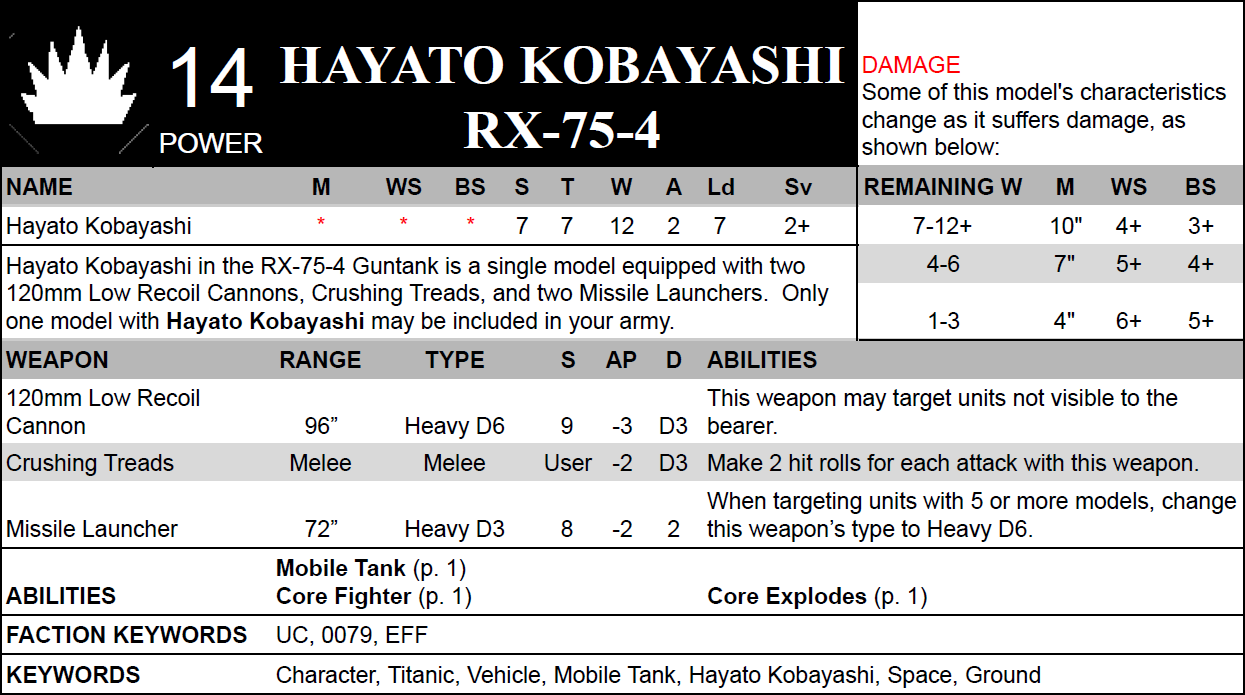 14
POWER
HAYATO KOBAYASHI
RX-75-4
DAMAGE
Some of this model's characteristics
change as it suffers damage, as
shown below:
NAME M WS BS S T W A Ld Sv
Hayato Kobayashi * * * 7 7 12 2 7 2+
REMAINING W M WS BS
7-12+ 10" 4+ 3+
4-6 7" 5+ 4+
1-3 4" 6+ 5+
Hayato Kobayashi in the RX-75-4 Guntank is a single model equipped with two
120mm Low Recoil Cannons, Crushing Treads, and two Missile Launchers. Only
one model with Hayato Kobayashi may be included in your army.
WEAPON RANGE TYPE S AP D ABILITIES
120mm Low Recoil
Cannon 96” Heavy D6 9 -3 D3
This weapon may target units not visible to the
bearer.
Crushing Treads Melee Melee User -2 D3 Make 2 hit rolls for each attack with this weapon.
Missile Launcher 72” Heavy D3 8 -2 2
When targeting units with 5 or more models, change
this weapon’s type to Heavy D6.
ABILITIES
Mobile Tank (p. 1)
Core Fighter (p. 1)
Core Explodes (p. 1)
FACTION KEYWORDS UC, 0079, EFF
KEYWORDS Character, Titanic, Vehicle, Mobile Tank, Hayato Kobayashi, Space, Ground